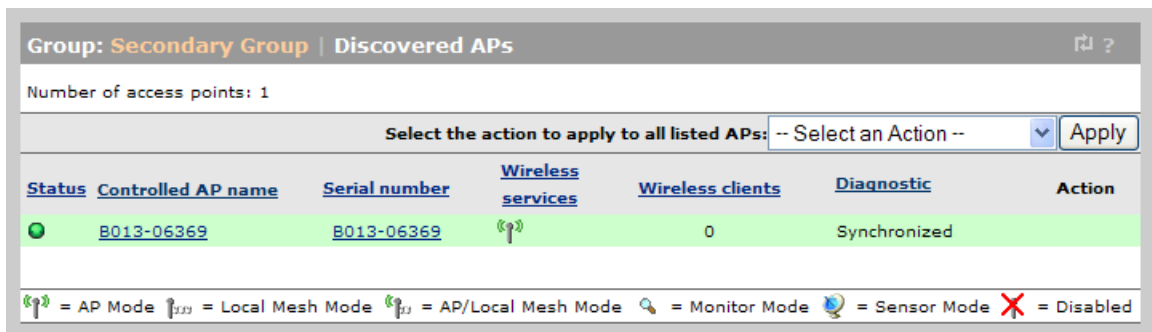 Group: Secondary Group | Discovered APs ?
Number of access points: 1
Select the action to apply to all listed APs: -- Select an Action -- Apply
Status Controlled AP name Serial number Wireless services Wireless clients Diagnostic Action
B013-06369 B013-06369 0 Synchronized
= AP Mode = Local Mesh Mode = AP/Local Mesh Mode = Monitor Mode = Sensor Mode = Disabled